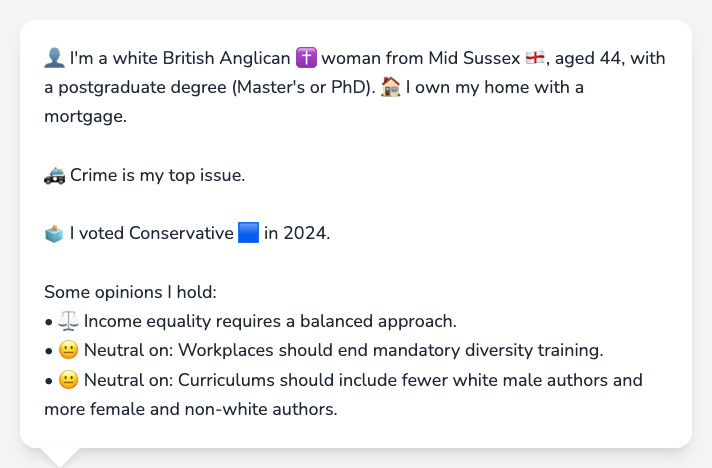 👤 I'm a white British Anglican ✝️ woman from Mid Sussex 🏴󠁧󠁢󠁥󠁮󠁧󠁿, aged 44, with
a postgraduate degree (Master's or PhD). 🏠 I own my home with a
mortgage.
🚓 Crime is my top issue.
🗳️ I voted Conservative 🟦 in 2024.
Some opinions I hold:
• ⚖️ Income equality requires a balanced approach.
• 😐 Neutral on: Workplaces should end mandatory diversity training.
• 😐 Neutral on: Curriculums should include fewer white male authors and
more female and non-white authors.